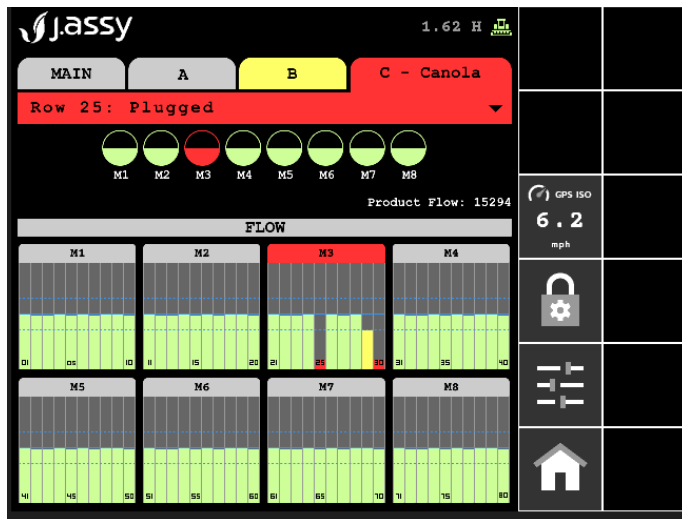 J.assy
1.62 H
MAIN
A
B
C - Canola
Row 25: Plugged
M1 M2 M3 M4 M5 M6 M7 M8
Product Flow: 15294
GPS ISO
6.2
mph
FLOW
M1 M2 M3 M4
01 05 10 11 15 20 21 25 30 31 35 40
M5 M6 M7 M8
41 45 50 51 55 60 61 65 70 71 75 80